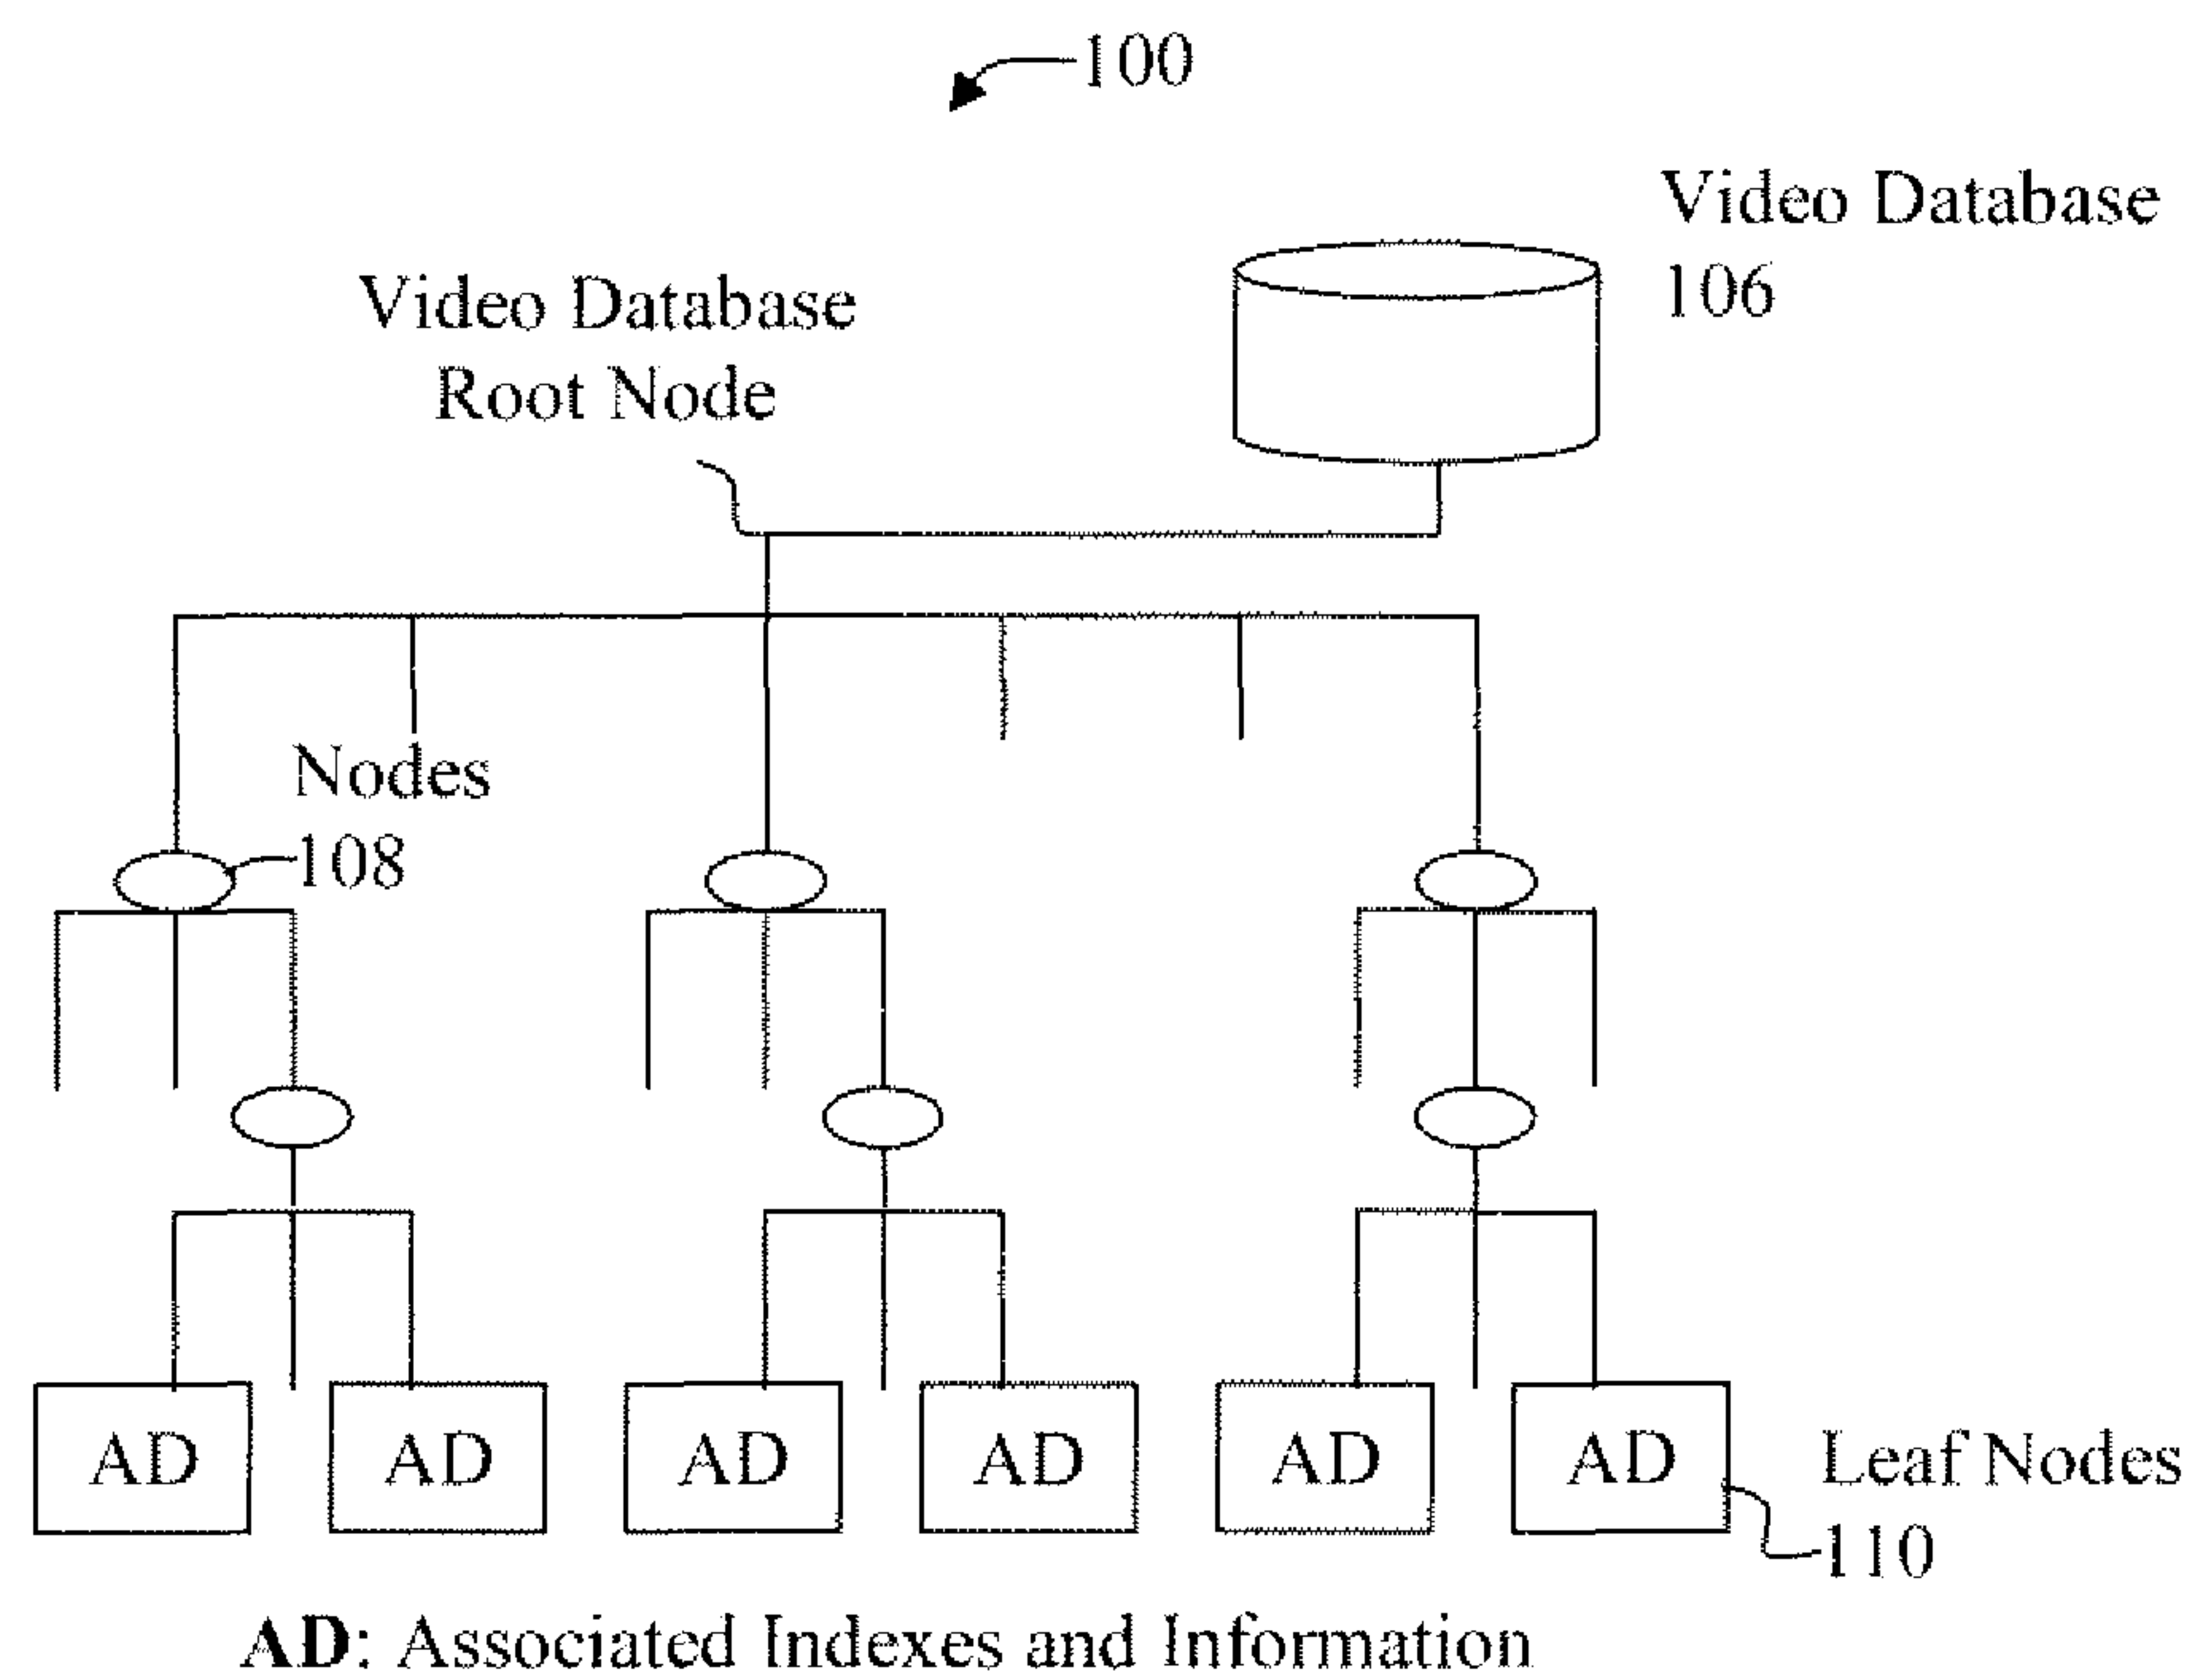 100
Video Database
106
Video Database
Root Node
Nodes
108
AD AD AD AD AD AD
Leaf Nodes
110
AD: Associated Indexes and Information